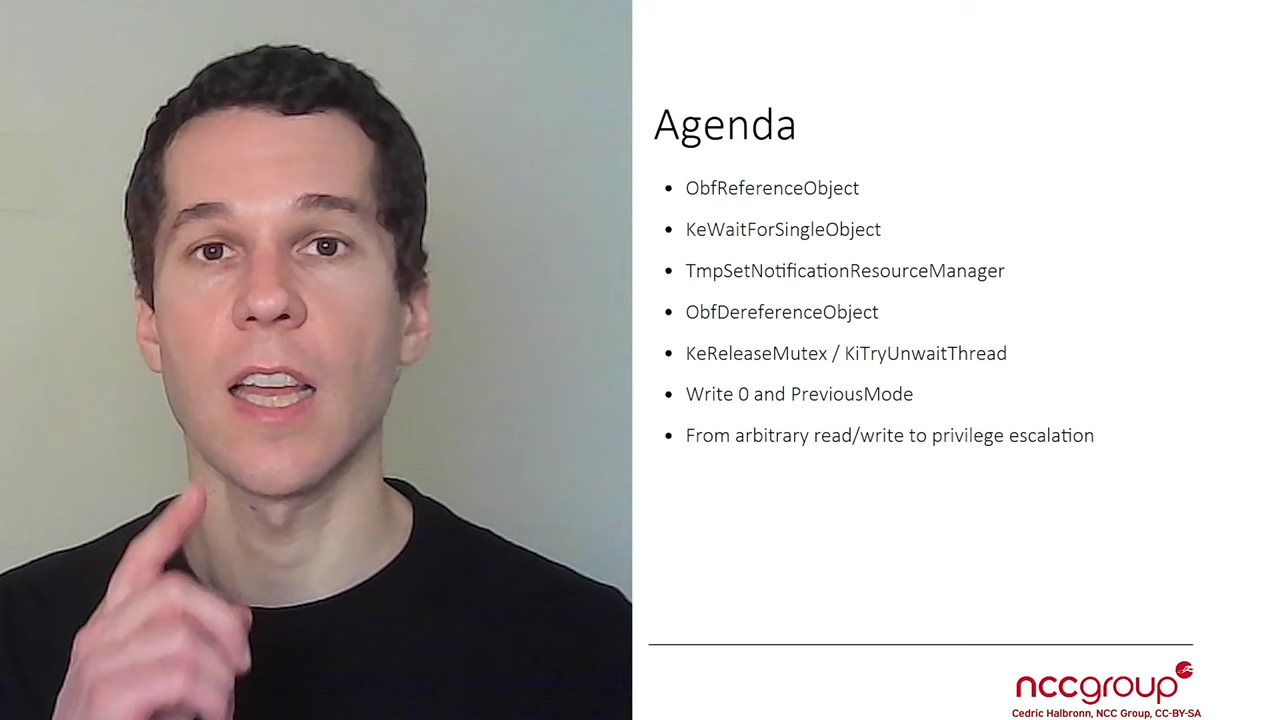 Agenda
• ObfReferenceObject
• KeWaitForSingleObject
• TmpSetNotificationResourceManager
• ObfDereferenceObject
• KeReleaseMutex / KiTryUnwaitThread
• Write 0 and PreviousMode
• From arbitrary read/write to privilege escalation
nccgroup
Cedric Halbronn, NCC Group, CC-BY-SA